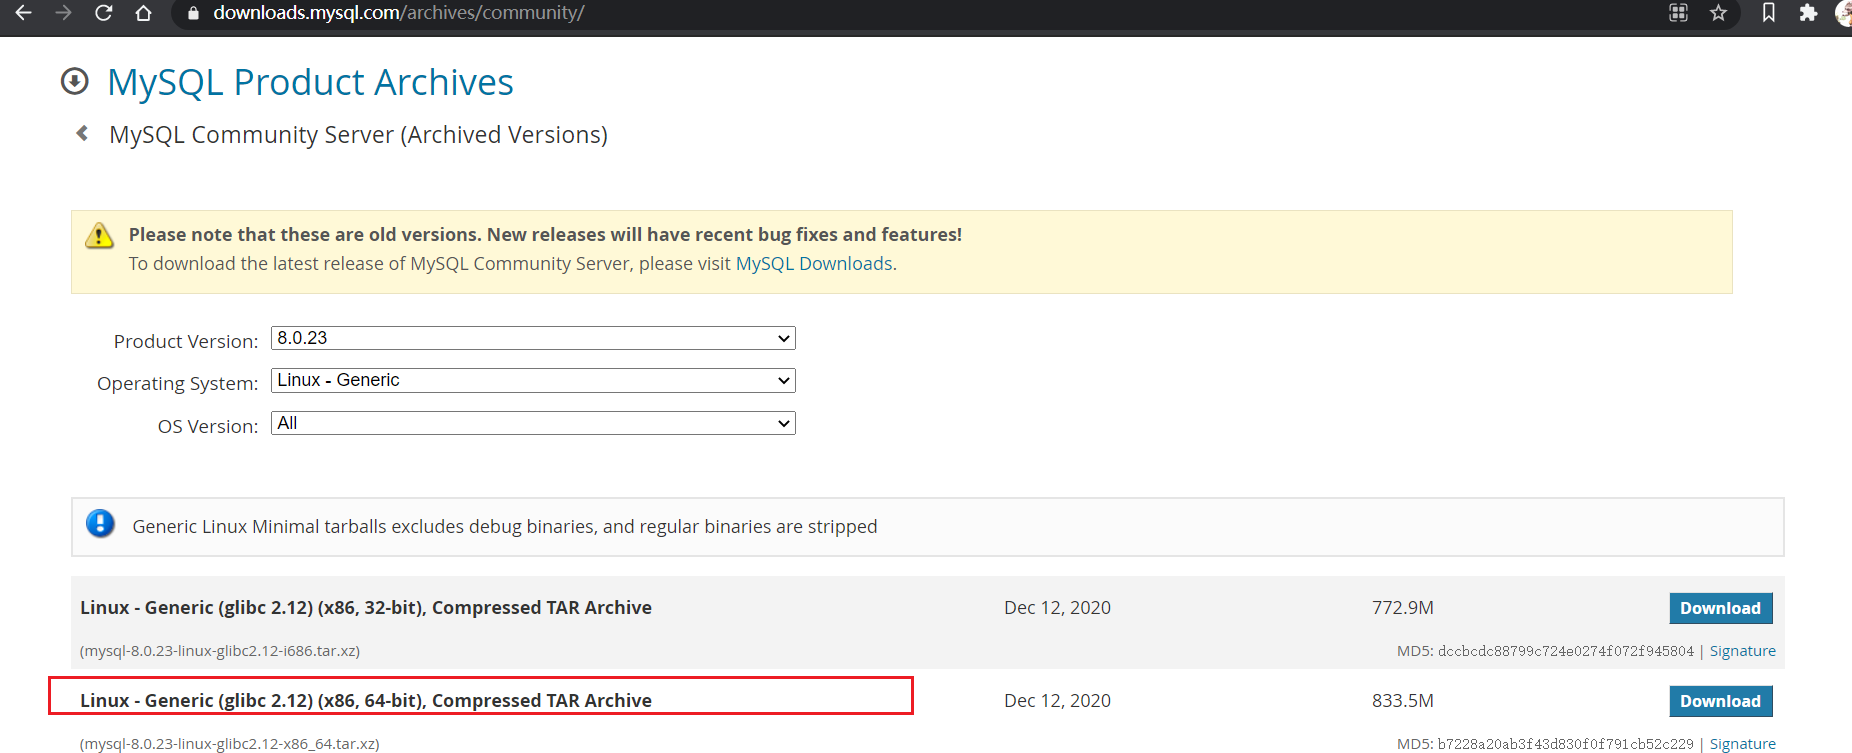 downloads.mysql.com/archives/community/
MySQL Product Archives
MySQL Community Server (Archived Versions)
Please note that these are old versions. New releases will have recent bug fixes and features!
To download the latest release of MySQL Community Server, please visit MySQL Downloads.
Product Version: 8.0.23
Operating System: Linux - Generic
OS Version: All
Generic Linux Minimal tarballs excludes debug binaries, and regular binaries are stripped
Linux - Generic (glibc 2.12) (x86, 32-bit), Compressed TAR Archive Dec 12, 2020 772.9M Download
(mysql-8.0.23-linux-glibc2.12-i686.tar.xz) MD5: dccbcdc88799c724e0274f072f945804 | Signature
Linux - Generic (glibc 2.12) (x86, 64-bit), Compressed TAR Archive Dec 12, 2020 833.5M Download
(mysql-8.0.23-linux-glibc2.12-x86_64.tar.xz) MD5: b7228a20ab3f43d830f0f791cb52c229 | Signature